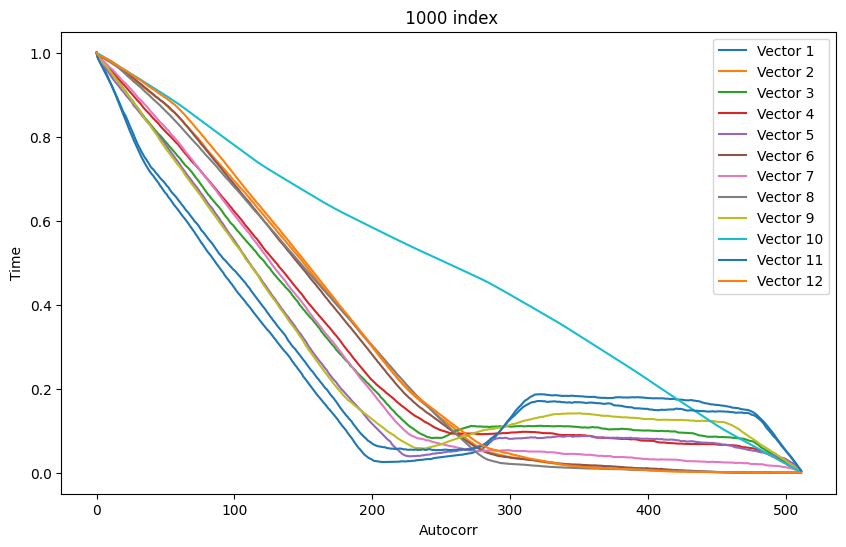 1000 index
Time
1.0
0.8
0.6
0.4
0.2
0.0
0
100
200
300
400
500
Autocorr
Vector 1
Vector 2
Vector 3
Vector 4
Vector 5
Vector 6
Vector 7
Vector 8
Vector 9
Vector 10
Vector 11
Vector 12